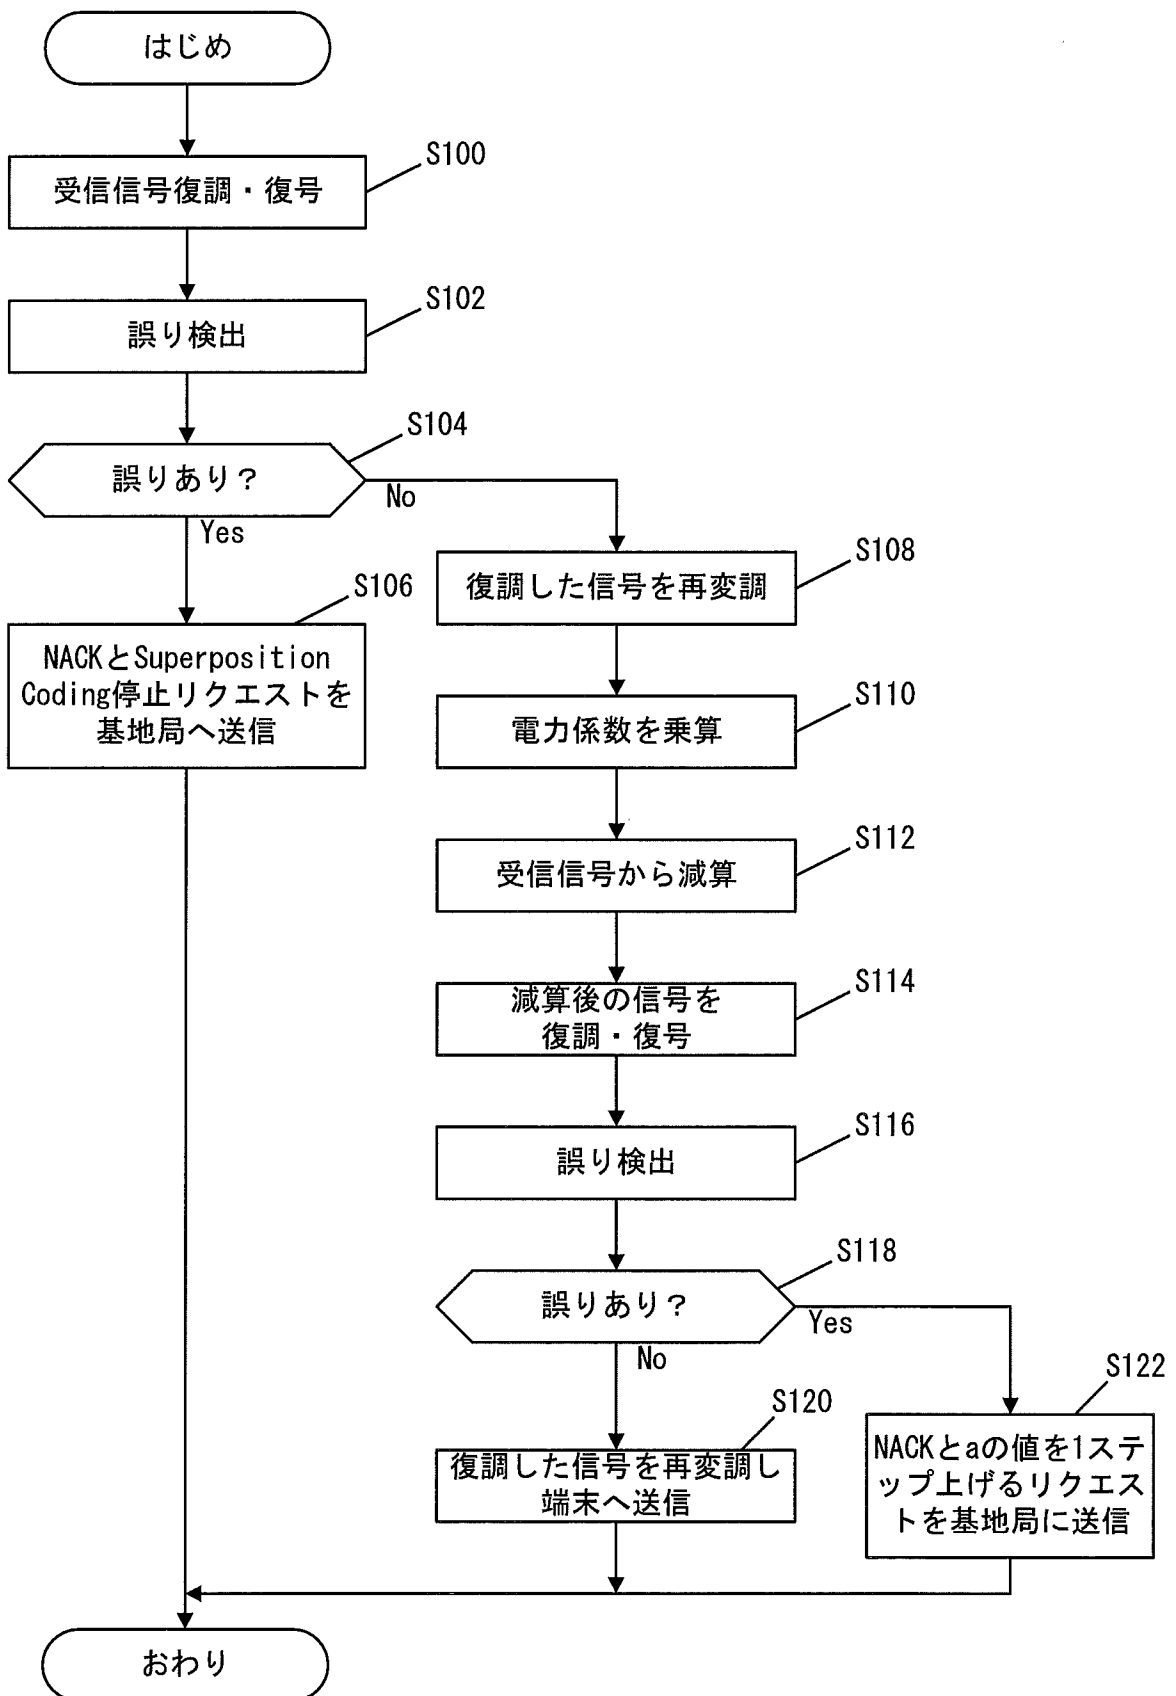 はじめ
S100
受信信号復調・復号
S102
誤り検出
S104
誤りあり?
No
Yes
S106
NACKとSuperposition
Coding停止リクエストを
基地局へ送信
S108
復調した信号を再変調
S110
電力係数を乗算
S112
受信信号から減算
S114
減算後の信号を
復調・復号
S116
誤り検出
S118
誤りあり?
Yes
No
S120
復調した信号を再変調し
端末へ送信
S122
NACKとaの値を1ステ
ップ上げるリクエス
トを基地局に送信
おわり